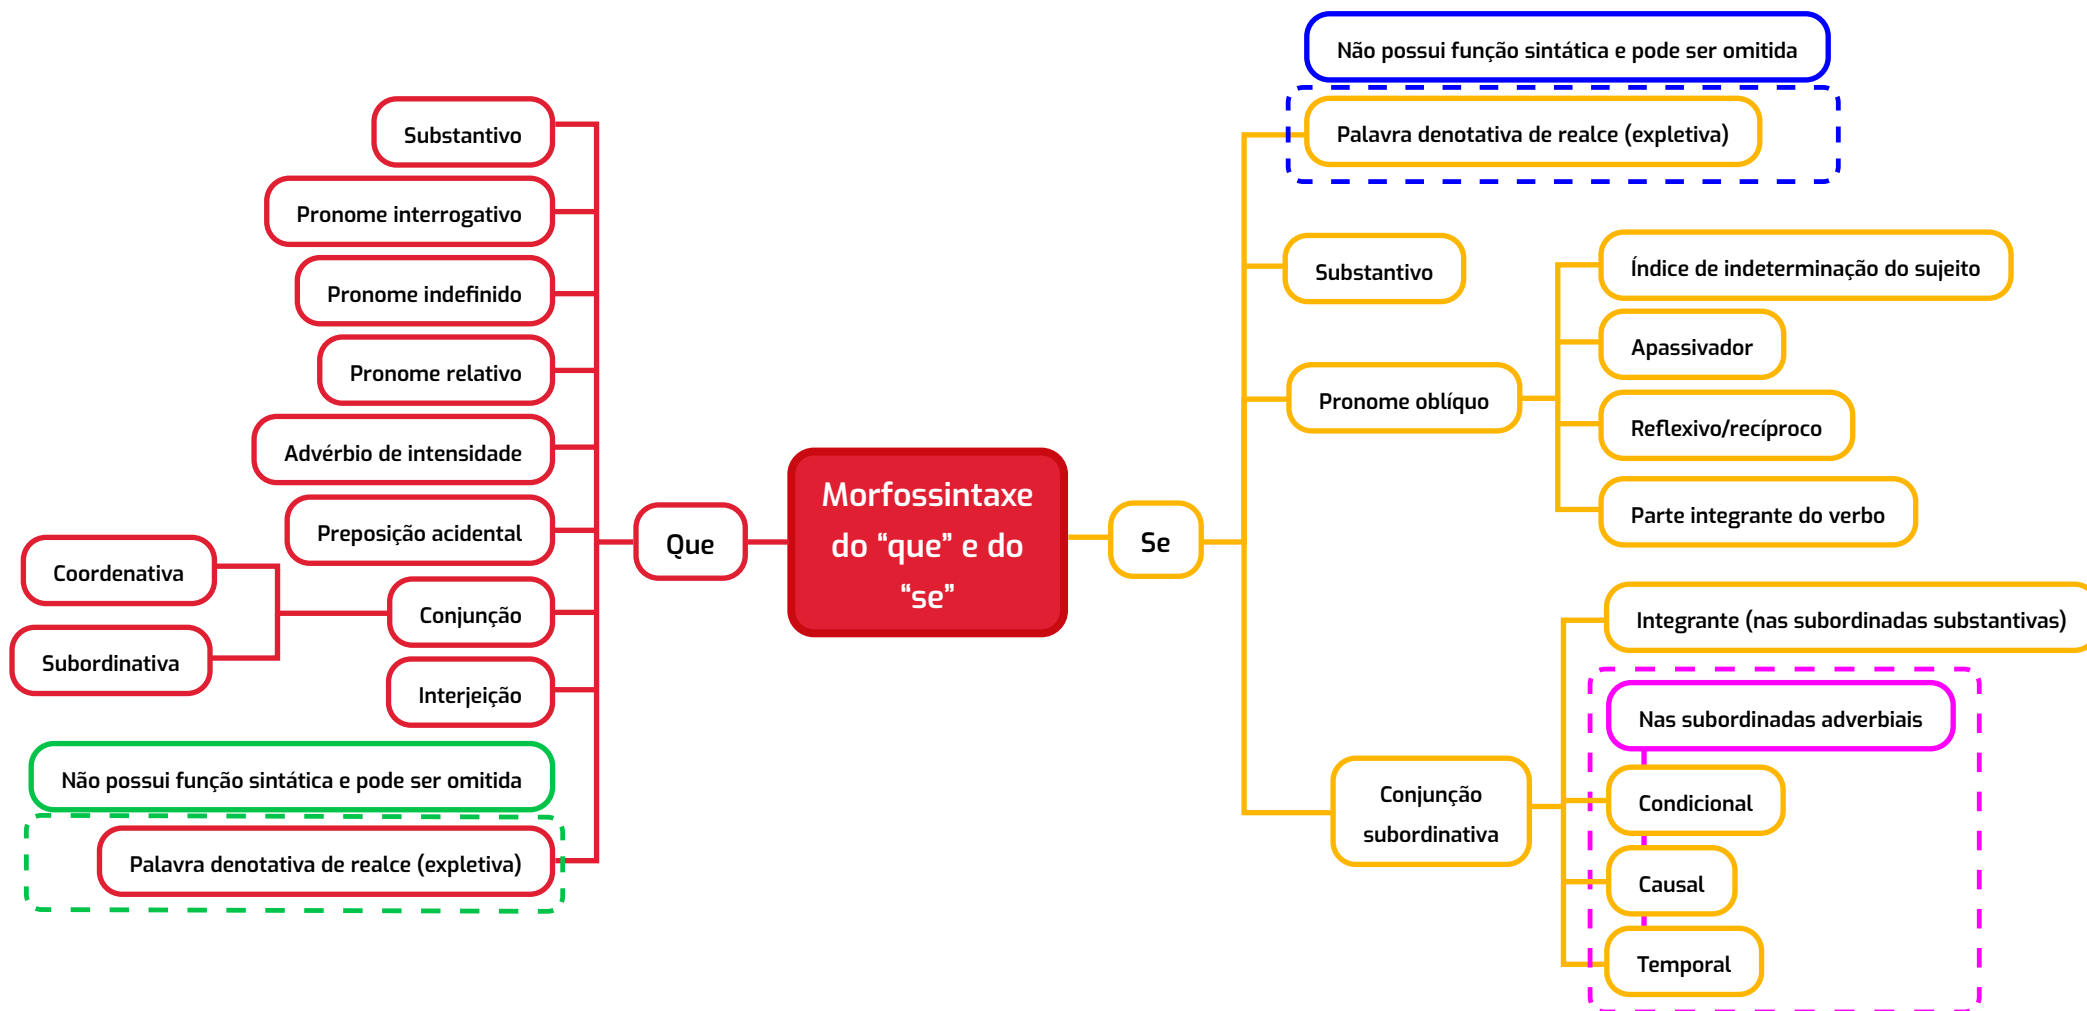 Morfossintaxe
do “que” e do
“se”
Que
Substantivo
Pronome interrogativo
Pronome indefinido
Pronome relativo
Advérbio de intensidade
Preposição acidental
Conjunção
Coordenativa
Subordinativa
Interjeição
Não possui função sintática e pode ser omitida
Palavra denotativa de realce (expletiva)
Se
Não possui função sintática e pode ser omitida
Palavra denotativa de realce (expletiva)
Substantivo
Pronome oblíquo
Índice de indeterminação do sujeito
Apassivador
Reflexivo/recíproco
Parte integrante do verbo
Conjunção
subordinativa
Integrante (nas subordinadas substantivas)
Nas subordinadas adverbiais
Condicional
Causal
Temporal